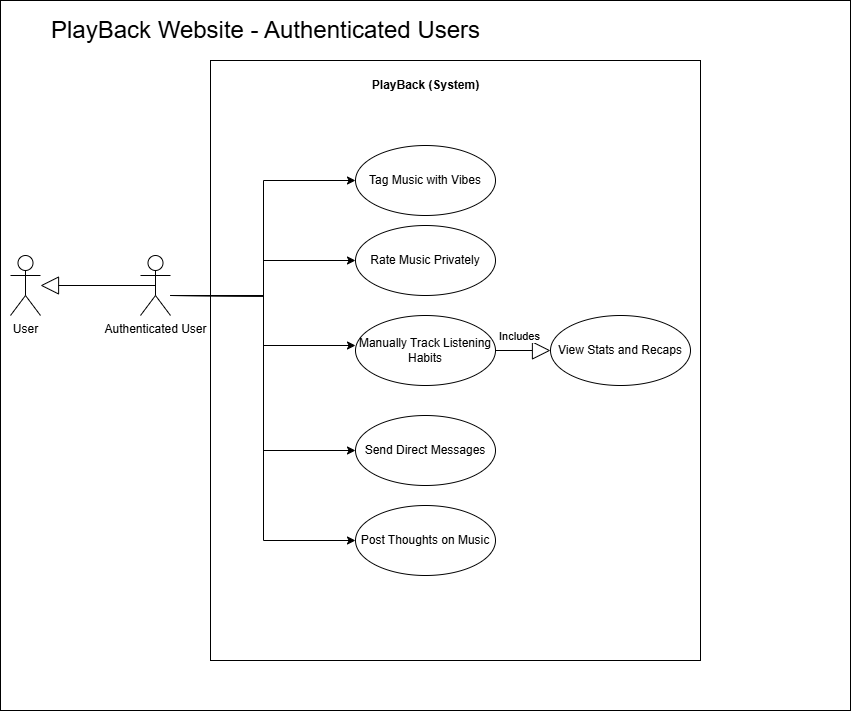 PlayBack Website - Authenticated Users
PlayBack (System)
Tag Music with Vibes
Rate Music Privately
User
Authenticated User
Manually Track Listening
Habits
Includes
View Stats and Recaps
Send Direct Messages
Post Thoughts on Music